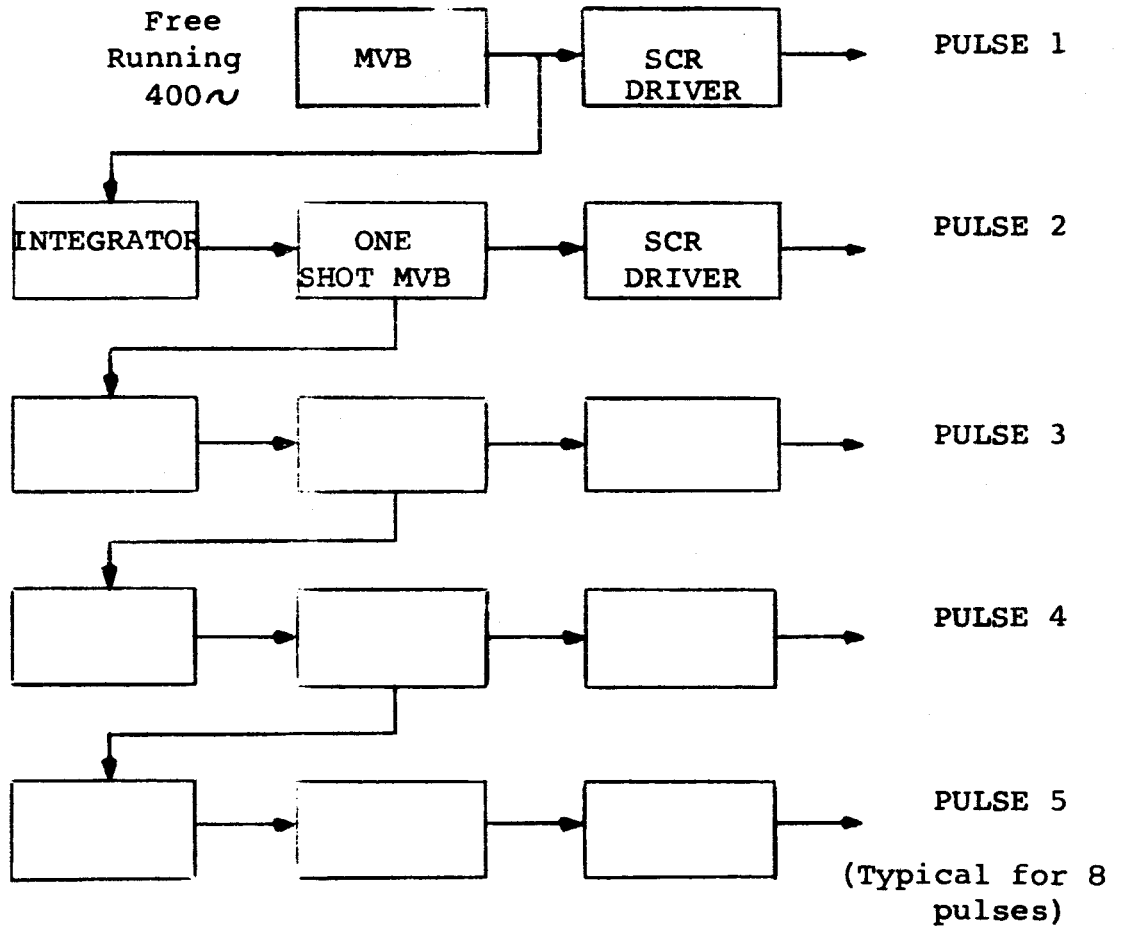 Free
Running
400~
MVB
SCR
DRIVER
PULSE 1
INTEGRATOR
ONE
SHOT MVB
SCR
DRIVER
PULSE 2
PULSE 3
PULSE 4
PULSE 5
(Typical for 8
pulses)